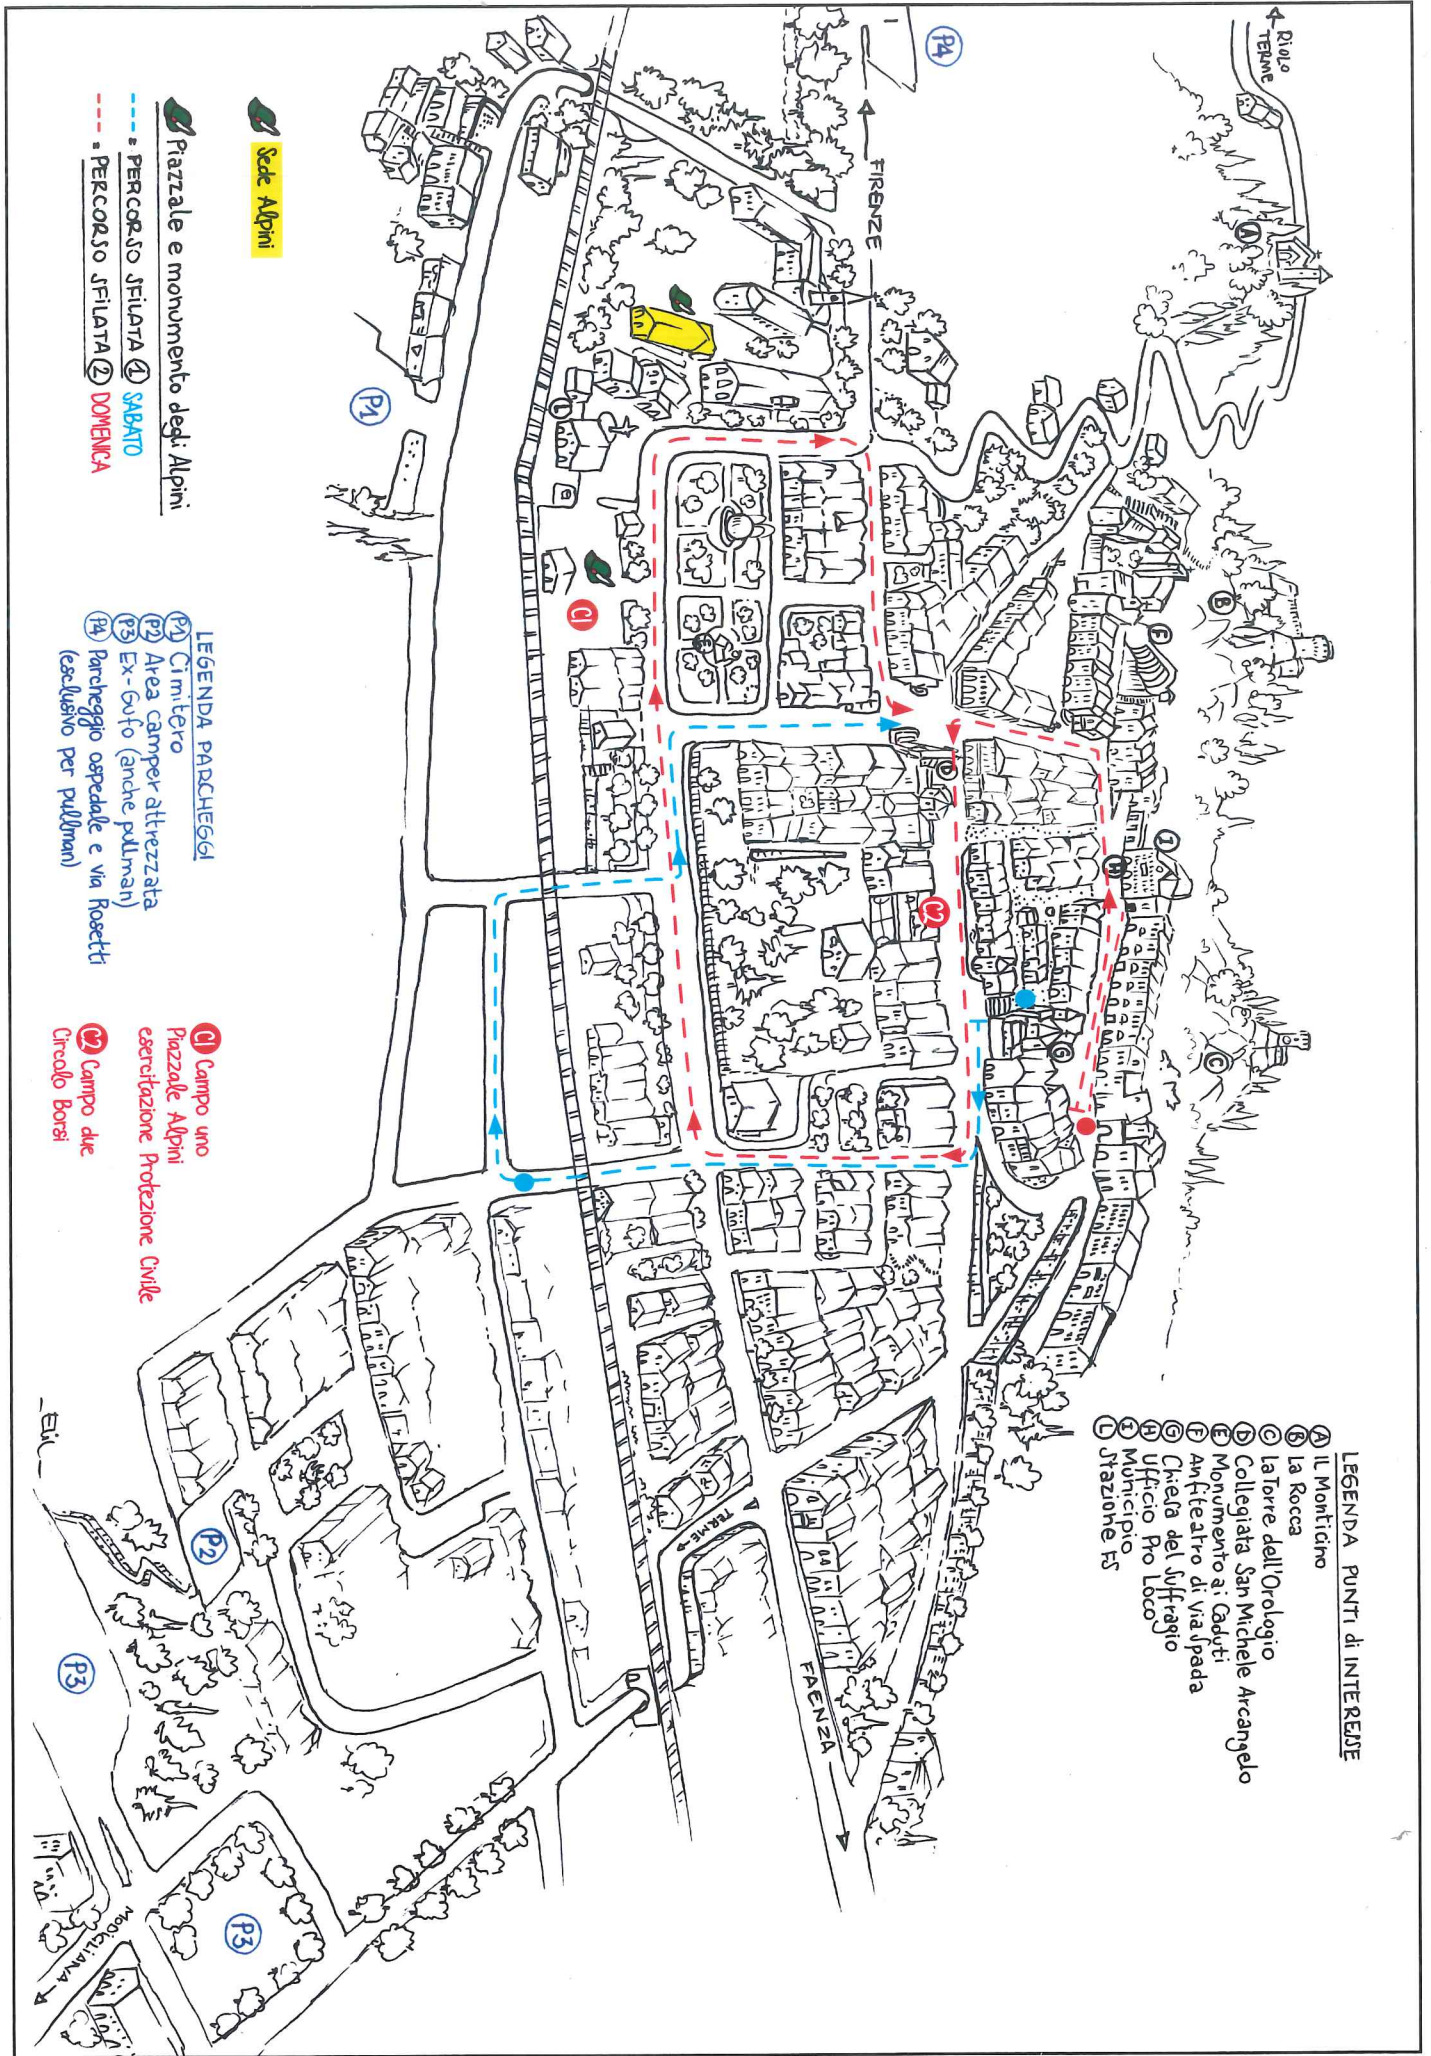 LEGENDA PUNTI di INTERESSE
A IL Monticino
B La Rocca
C La Torre dell'Orologio
D Collegiata San Michele Arcangelo
E Monumento ai Caduti
F Anfiteatro di via Spada
G Chiesa del Suffragio
H Ufficio Pro Loco
I Municipio
L Stazione FS
← RIOLO
TERME
A
B
C
F
I
H
G
D
E
L
P4
← FIRENZE
FAENZA →
TERME →
C2
C1
P1
P2
P3
P3
MODIGLIANA →
Sede Alpini
Piazzale e monumento degli Alpini
--- = PERCORSO SFILATA 1 SABATO
--- = PERCORSO SFILATA 2 DOMENICA
LEGENDA PARCHEGGI
P1 Cimitero
P2 Area camper attrezzata
P3 Ex-Gufo (anche pullman)
P4 Parcheggio ospedale e via Rosetti
(esclusivo per pullman)
C1 Campo uno
Piazzale Alpini
esercitazione Protezione Civile
C2 Campo due
Circolo Borsi